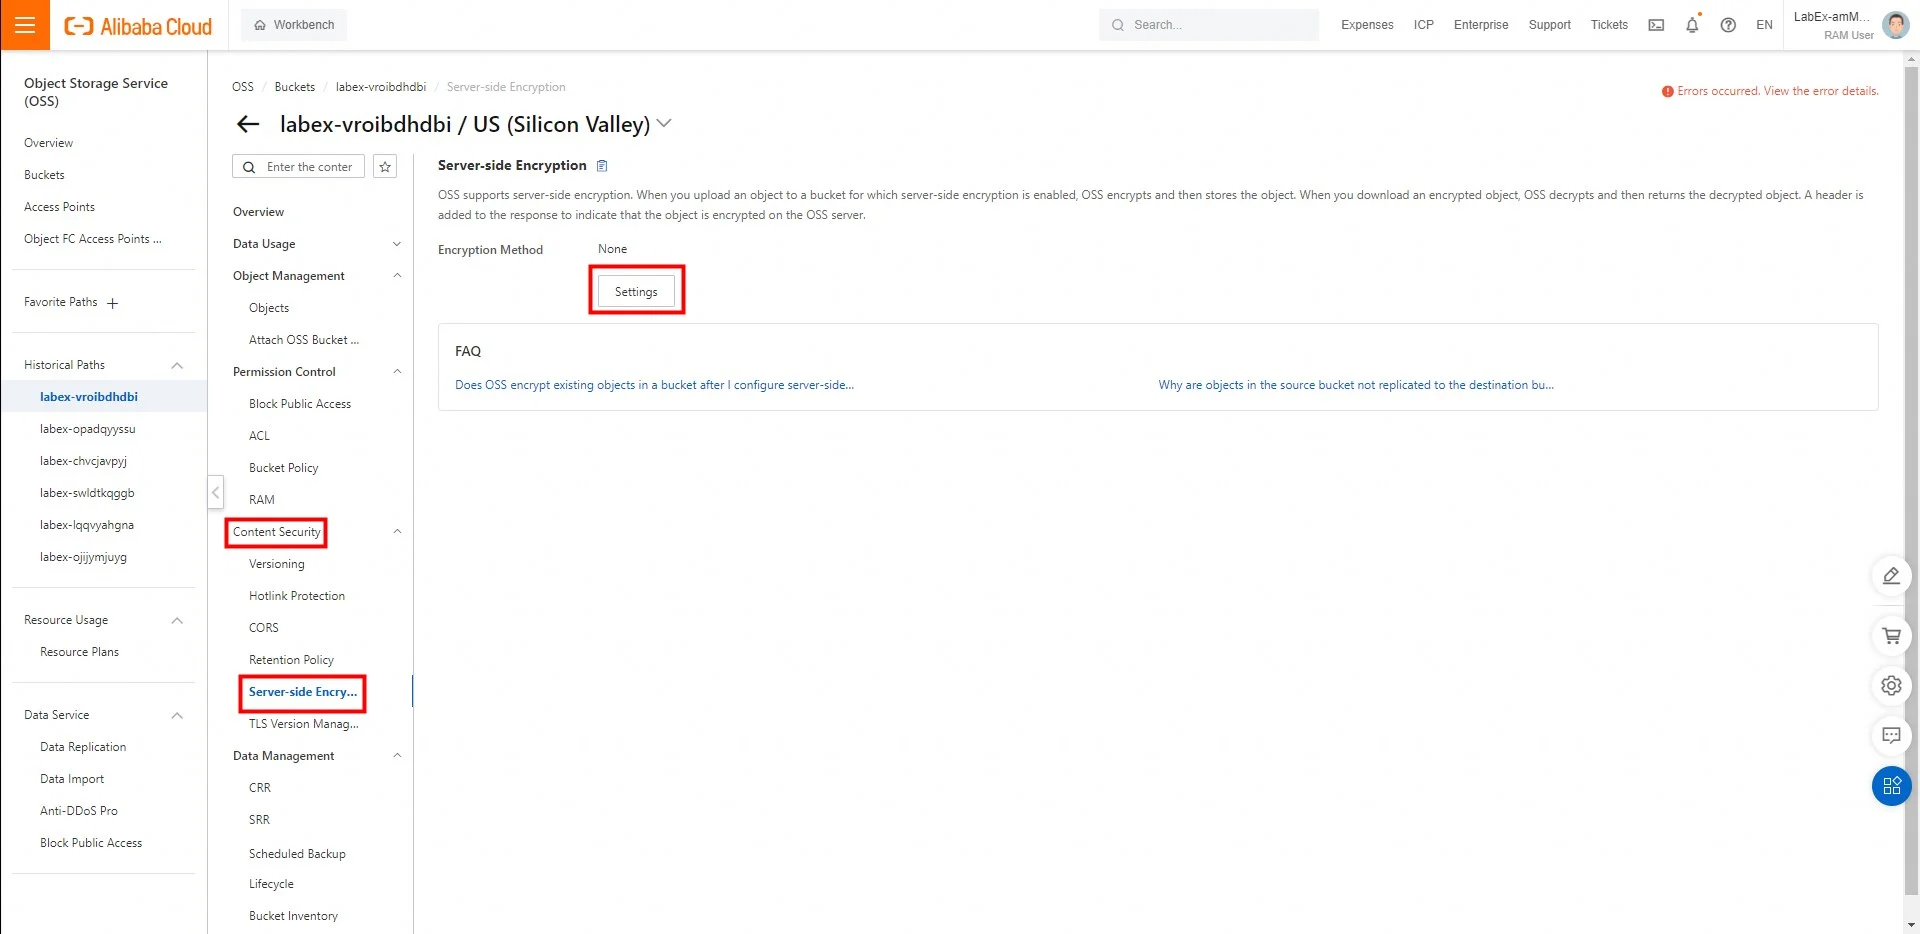 Alibaba Cloud
Workbench
Search...
Expenses
ICP
Enterprise
Support
Tickets
EN
LabEx-amM...
RAM User
Object Storage Service
(OSS)
Overview
Buckets
Access Points
Object FC Access Points ...
Favorite Paths
Historical Paths
labex-vroibdhdbi
labex-opadqyyssu
labex-chvcjavpyj
labex-swldtkqggb
labex-lqqvyahgna
labex-ojijymjuyg
Resource Usage
Resource Plans
Data Service
Data Replication
Data Import
Anti-DDoS Pro
Block Public Access
OSS / Buckets / labex-vroibdhdbi / Server-side Encryption
Errors occurred. View the error details.
labex-vroibdhdbi / US (Silicon Valley)
Enter the conter
Overview
Data Usage
Object Management
Objects
Attach OSS Bucket ...
Permission Control
Block Public Access
ACL
Bucket Policy
RAM
Content Security
Versioning
Hotlink Protection
CORS
Retention Policy
Server-side Encry...
TLS Version Manag...
Data Management
CRR
SRR
Scheduled Backup
Lifecycle
Bucket Inventory
Server-side Encryption
OSS supports server-side encryption. When you upload an object to a bucket for which server-side encryption is enabled, OSS encrypts and then stores the object. When you download an encrypted object, OSS decrypts and then returns the decrypted object. A header is
added to the response to indicate that the object is encrypted on the OSS server.
Encryption Method
None
Settings
FAQ
Does OSS encrypt existing objects in a bucket after I configure server-side...
Why are objects in the source bucket not replicated to the destination bu...